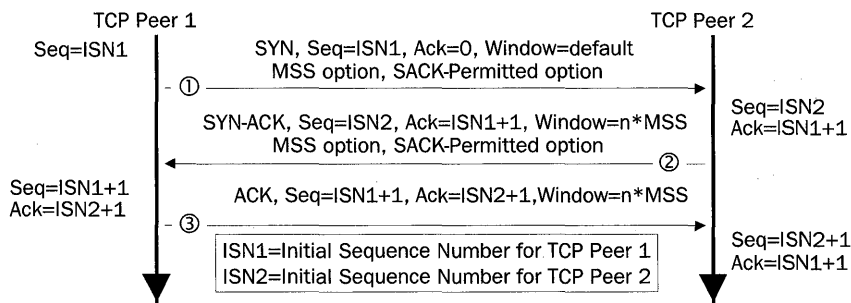 TCP Peer 1
TCP Peer 2
Seq=ISN1
SYN, Seq=ISN1, Ack=0, Window=default
MSS option, SACK-Permitted option
①
Seq=ISN2
Ack=ISN1+1
SYN-ACK, Seq=ISN2, Ack=ISN1+1, Window=n*MSS
MSS option, SACK-Permitted option
②
Seq=ISN1+1
Ack=ISN2+1
ACK, Seq=ISN1+1, Ack=ISN2+1,Window=n*MSS
③
Seq=ISN2+1
Ack=ISN1+1
ISN1=Initial Sequence Number for TCP Peer 1
ISN2=Initial Sequence Number for TCP Peer 2